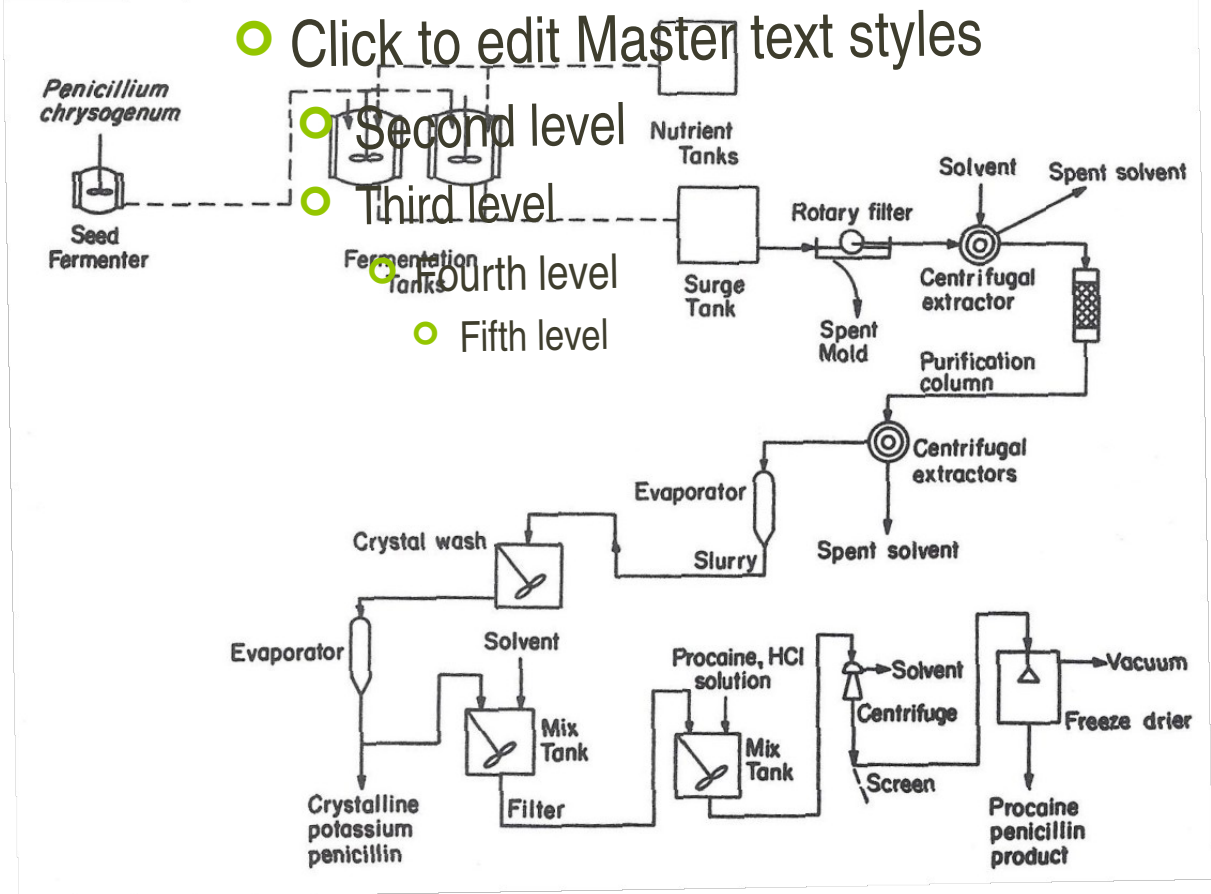 Click to edit Master text styles
Penicillium
chrysogenum
Second level
Nutrient
Tanks
Third level
Seed
Fermenter
Fermentation
Tanks
Fourth level
Fifth level
Surge
Tank
Rotary filter
Spent
Mold
Solvent
Spent solvent
Centrifugal
extractor
Purification
column
Centrifugal
extractors
Spent solvent
Evaporator
Slurry
Crystal wash
Evaporator
Crystalline
potassium
penicillin
Solvent
Mix
Tank
Filter
Procaine, HCl
solution
Mix
Tank
Solvent
Centrifuge
Screen
Vacuum
Freeze drier
Procaine
penicillin
product